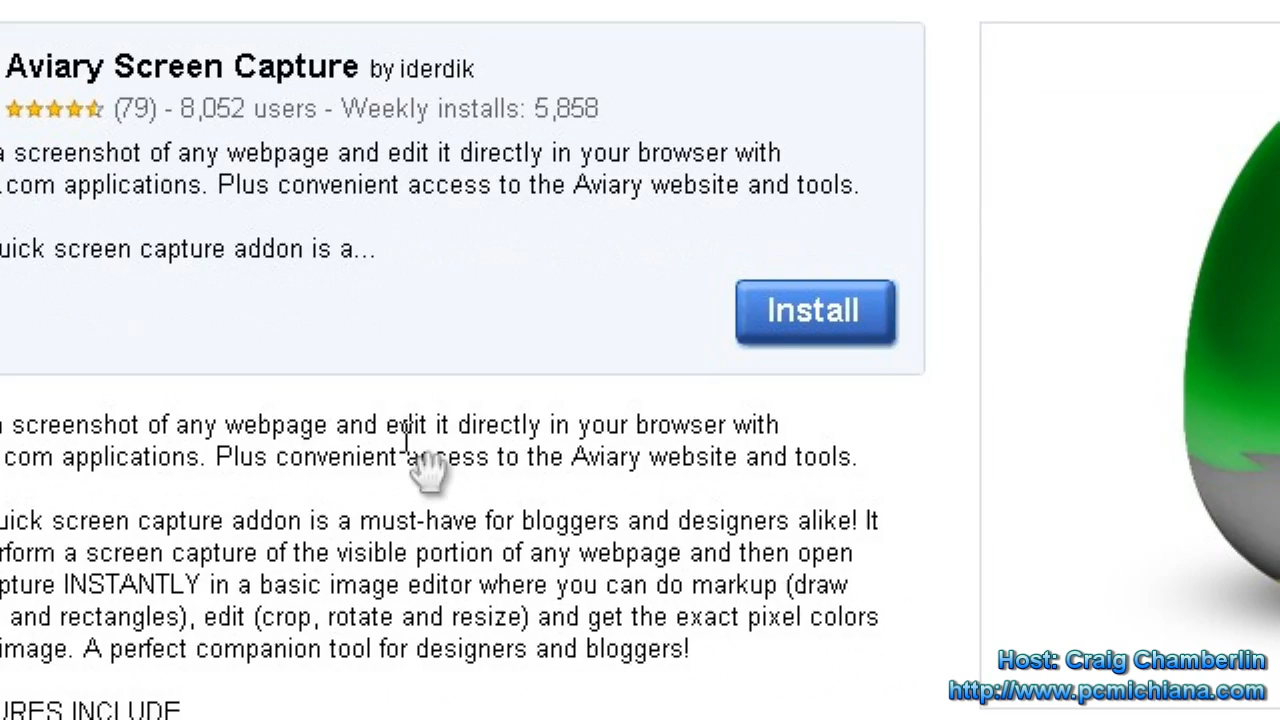 Aviary Screen Capture by iderdik
(79) - 8,052 users - Weekly installs: 5,858
a screenshot of any webpage and edit it directly in your browser with
.com applications. Plus convenient access to the Aviary website and tools.
uick screen capture addon is a...
Install
a screenshot of any webpage and edit it directly in your browser with
com applications. Plus convenient access to the Aviary website and tools.
uick screen capture addon is a must-have for bloggers and designers alike! It
rform a screen capture of the visible portion of any webpage and then open
pture INSTANTLY in a basic image editor where you can do markup (draw
and rectangles), edit (crop, rotate and resize) and get the exact pixel colors
image. A perfect companion tool for designers and bloggers!
URES INCLUDE
Host: Craig Chamberlin
http://www.pcmichiana.com